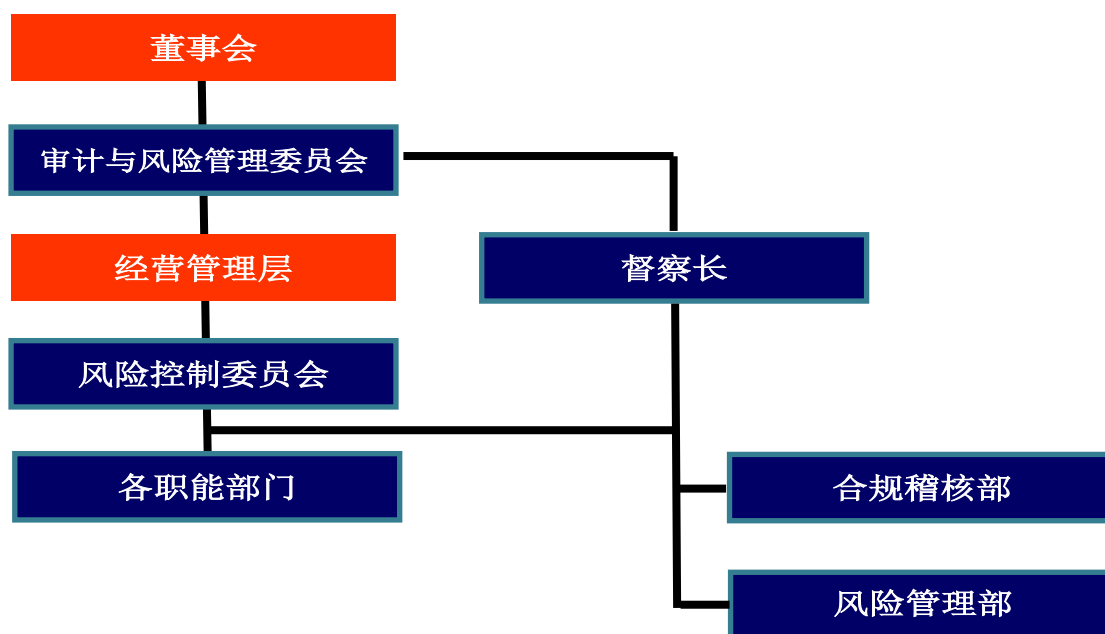 董事会
审计与风险管理委员会
经营管理层
督察长
风险控制委员会
各职能部门
合规稽核部
风险管理部